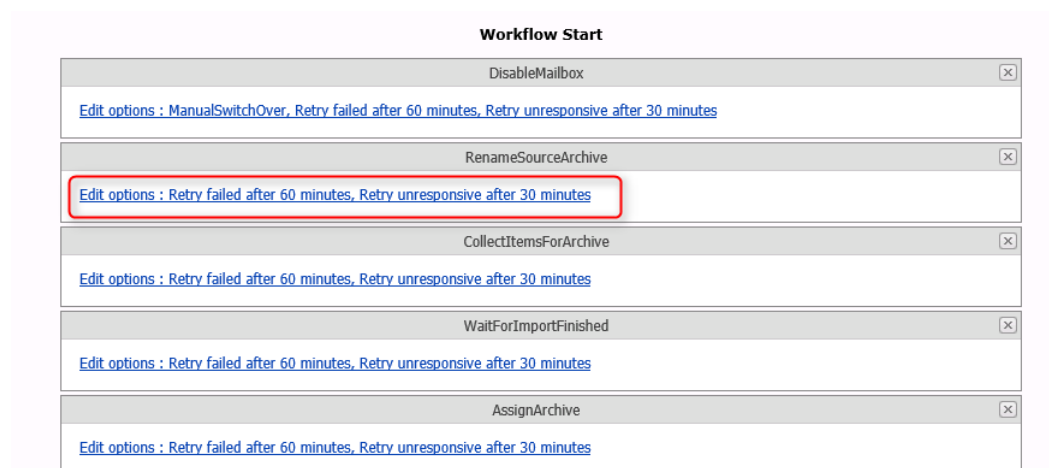 Workflow Start
DisableMailbox
Edit options : ManualSwitchOver, Retry failed after 60 minutes, Retry unresponsive after 30 minutes
RenameSourceArchive
Edit options : Retry failed after 60 minutes, Retry unresponsive after 30 minutes
CollectItemsForArchive
Edit options : Retry failed after 60 minutes, Retry unresponsive after 30 minutes
WaitForImportFinished
Edit options : Retry failed after 60 minutes, Retry unresponsive after 30 minutes
AssignArchive
Edit options : Retry failed after 60 minutes, Retry unresponsive after 30 minutes